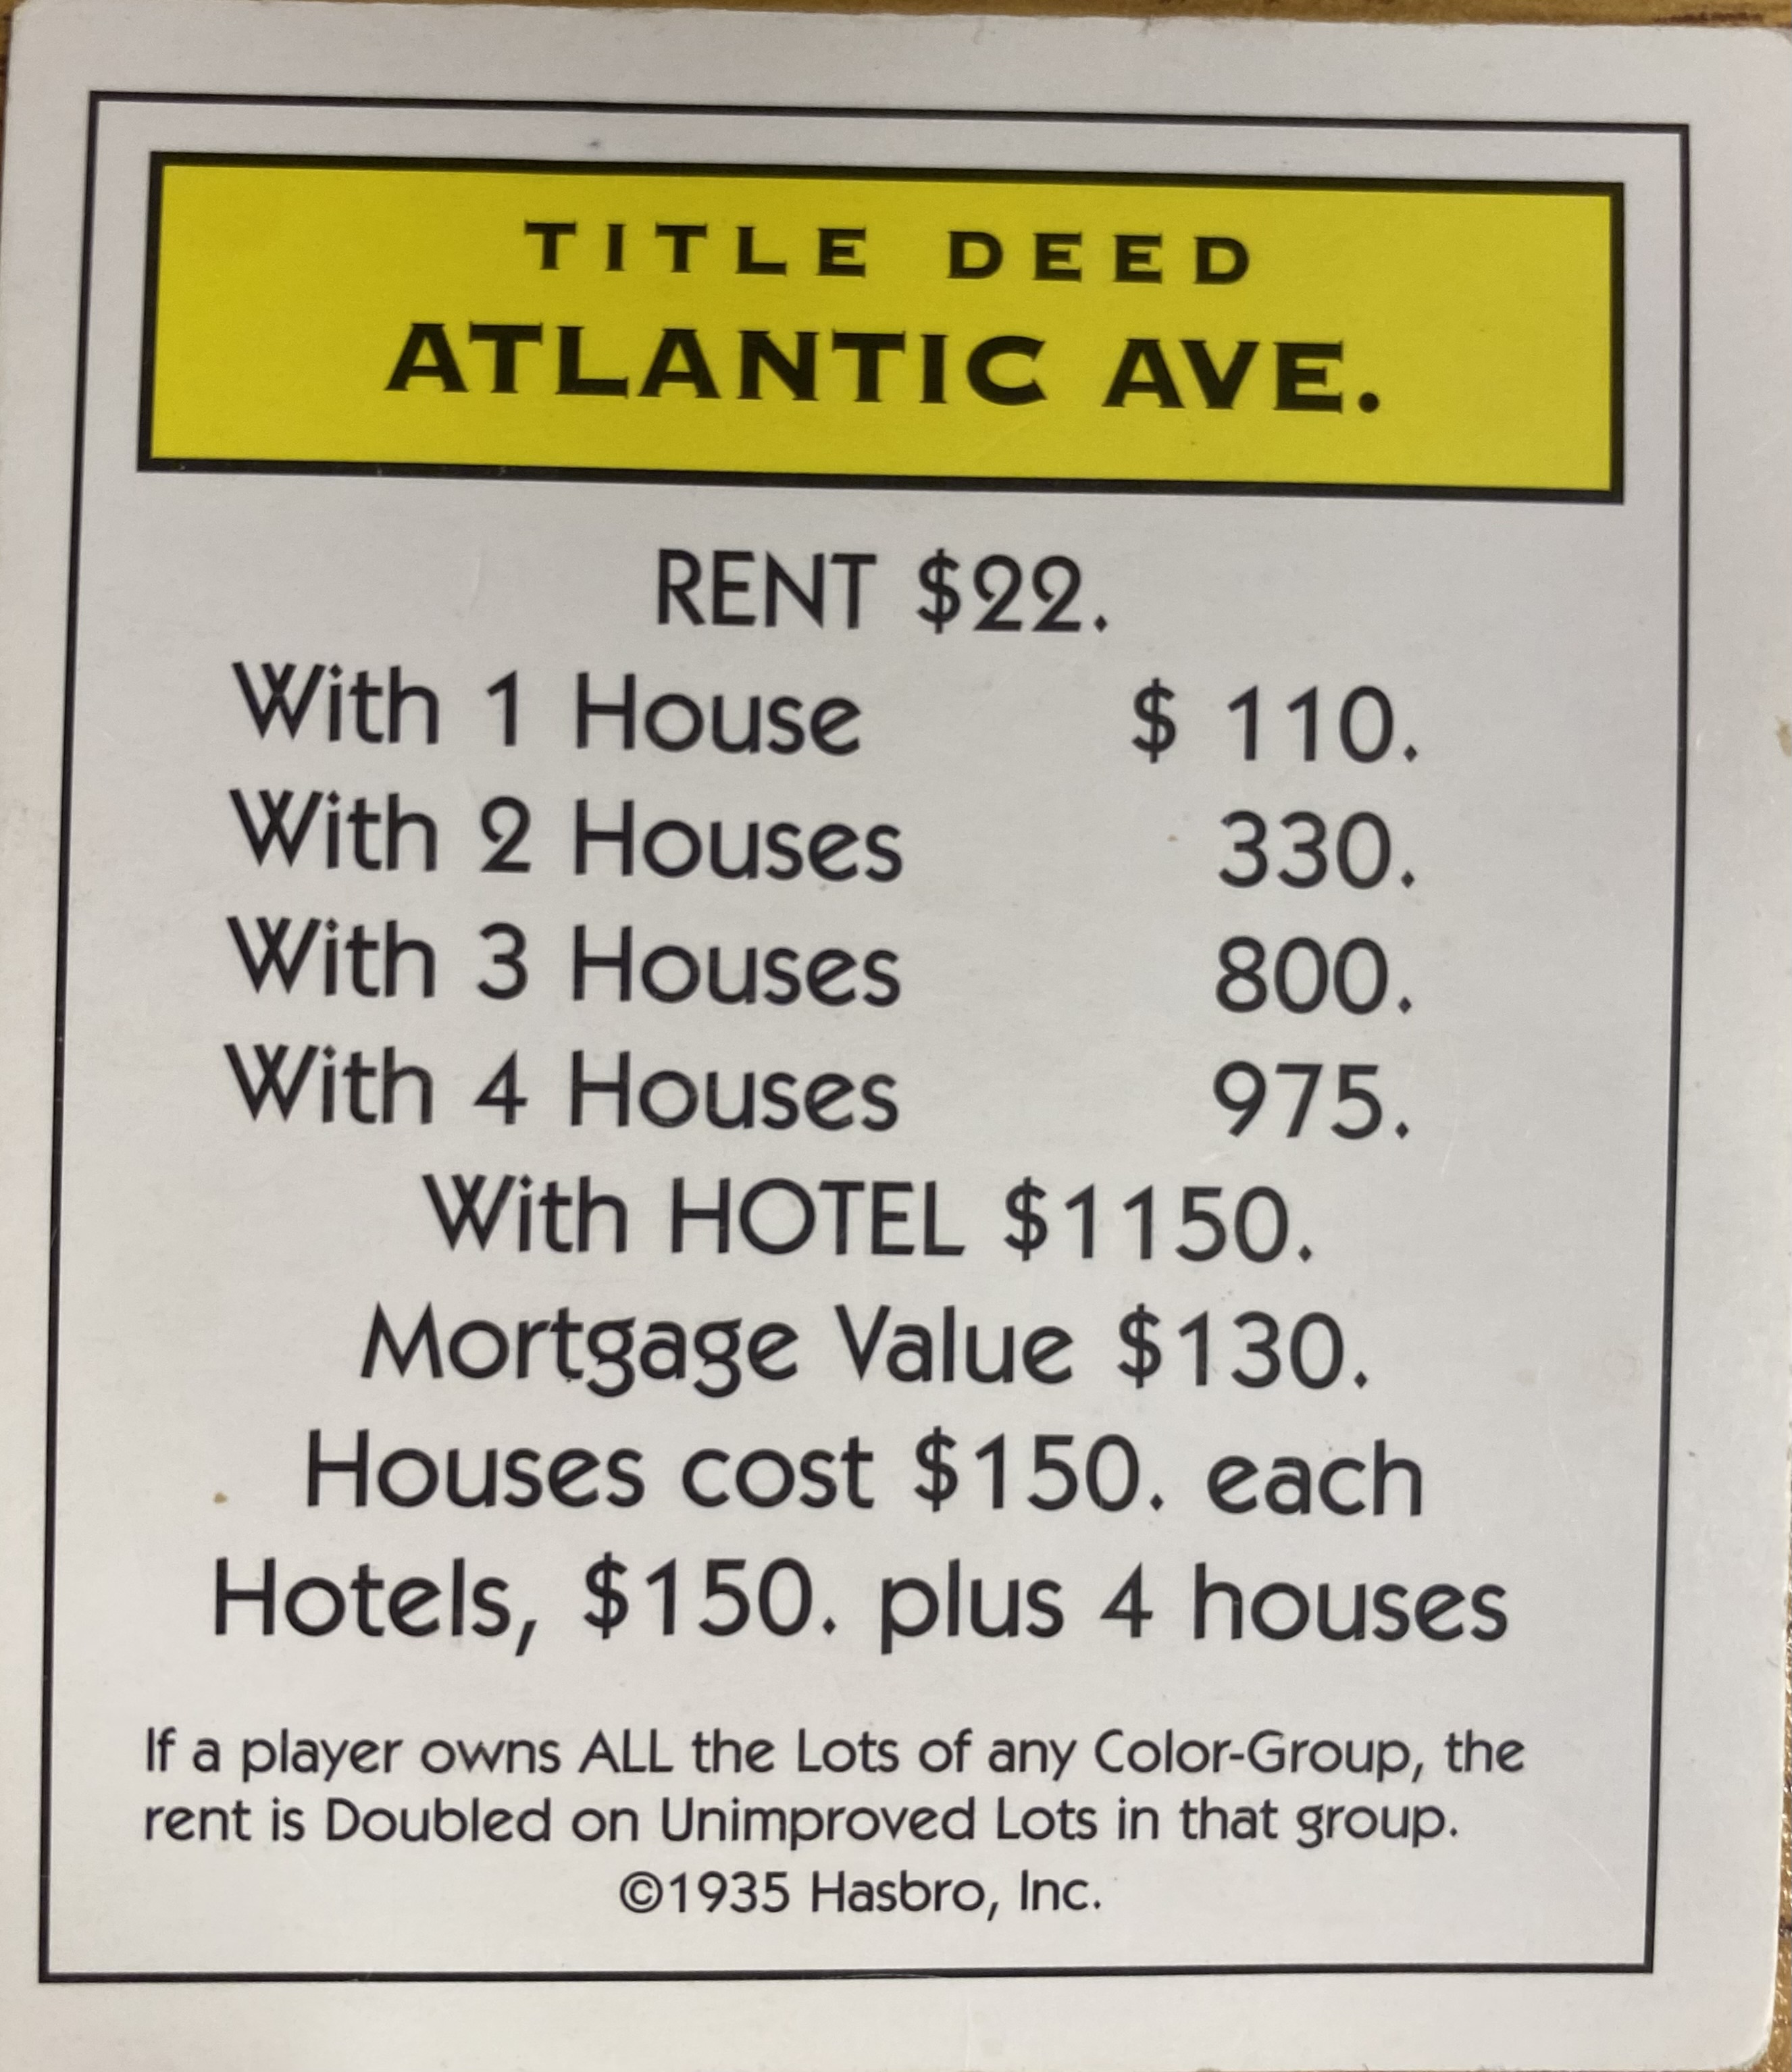 TITLE DEED
ATLANTIC AVE.
RENT $22.
With 1 House $ 110.
With 2 Houses 330.
With 3 Houses 800.
With 4 Houses 975.
With HOTEL $1150.
Mortgage Value $130.
Houses cost $150. each
Hotels, $150. plus 4 houses
If a player owns ALL the Lots of any Color-Group, the
rent is Doubled on Unimproved Lots in that group.
©1935 Hasbro, Inc.